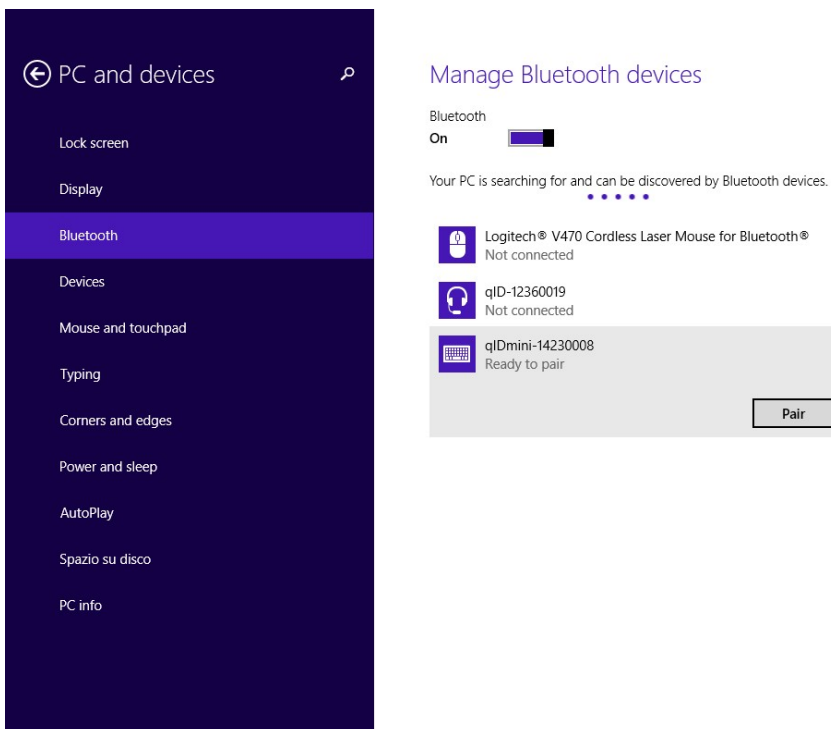 PC and devices
Lock screen
Display
Bluetooth
Devices
Mouse and touchpad
Typing
Corners and edges
Power and sleep
AutoPlay
Spazio su disco
PC info
Manage Bluetooth devices
Bluetooth
On
Your PC is searching for and can be discovered by Bluetooth devices.
Logitech® V470 Cordless Laser Mouse for Bluetooth®
Not connected
qID-12360019
Not connected
qIDmini-14230008
Ready to pair
Pair